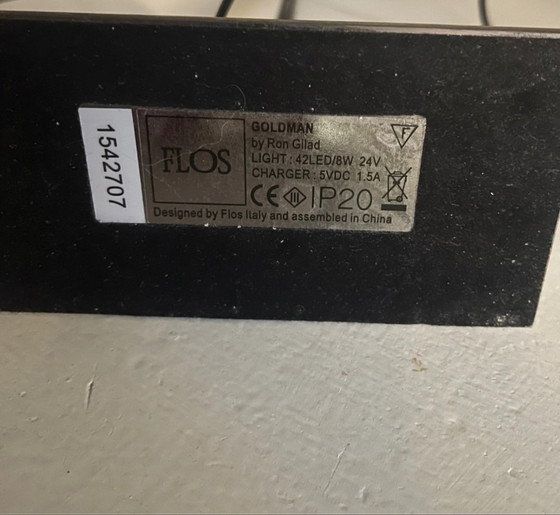 1542707
FLOS
GOLDMAN
by Ron Gilad
LIGHT : 42LED/8W 24V
CHARGER : 5VDC 1.5A
F
CE III IP20
Designed by Flos Italy and assembled in China